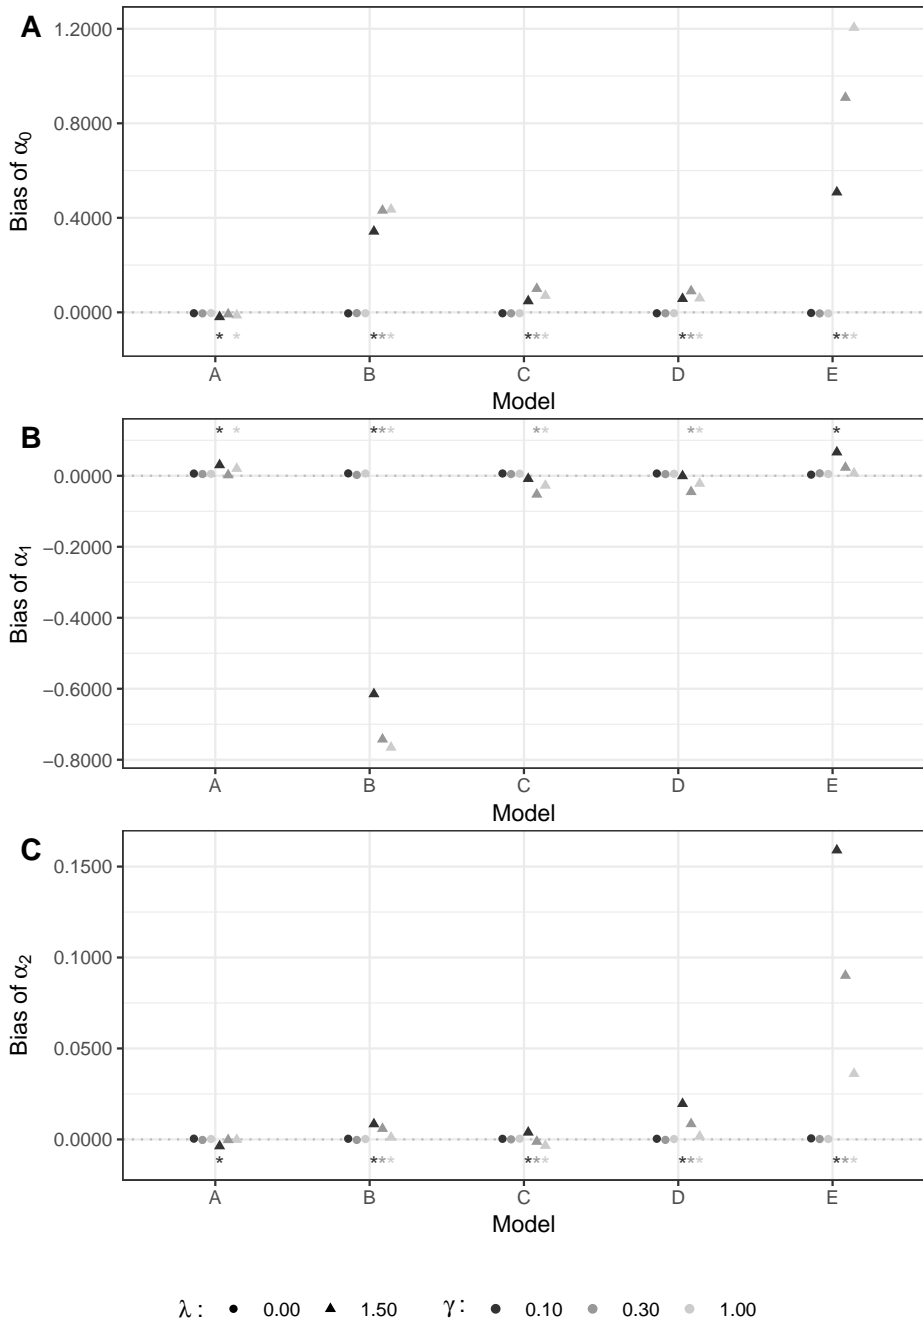 A
1.2000
0.8000
0.4000
0.0000
Bias of α0
* * * * * * * * * * * * * *
A B C D E
Model
B
* * * * * * * * * *
0.0000
−0.2000
−0.4000
−0.6000
−0.8000
Bias of α1
A B C D E
Model
C
0.1500
0.1000
0.0500
0.0000
Bias of α2
* * * * * * * * * * * * *
A B C D E
Model
λ : 0.00 1.50 γ : 0.10 0.30 1.00